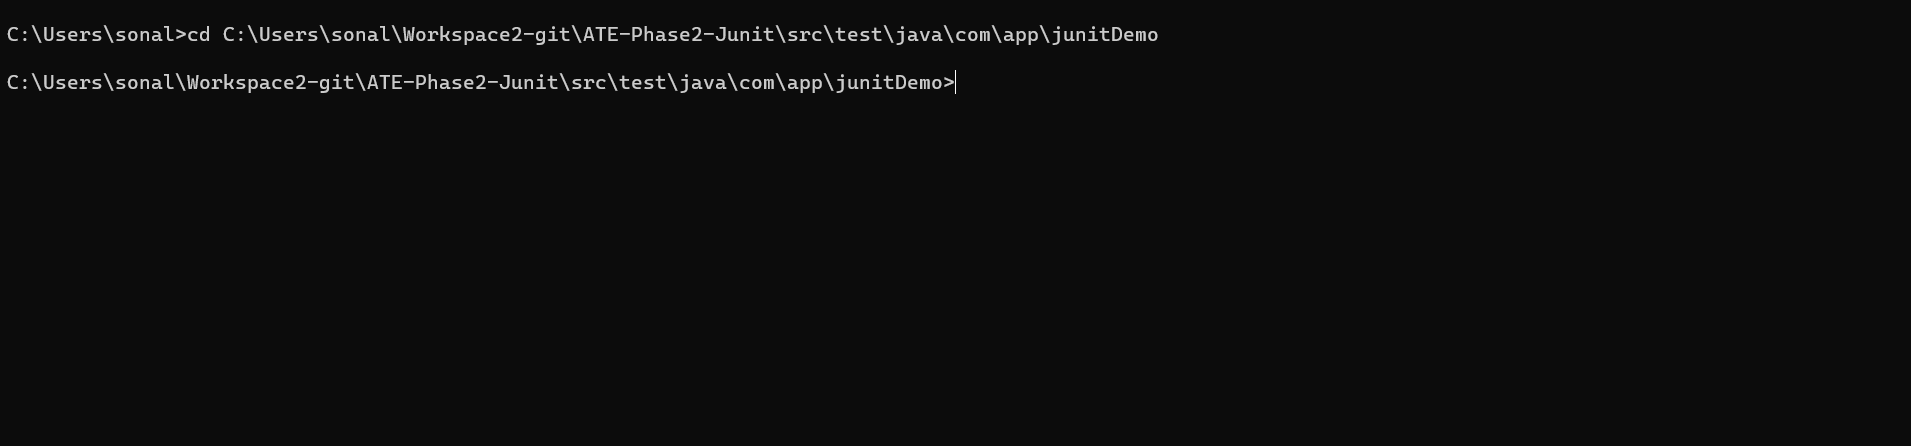 C:\Users\sonal>cd C:\Users\sonal\Workspace2-git\ATE-Phase2-Junit\src\test\java\com\app\junitDemo
C:\Users\sonal\Workspace2-git\ATE-Phase2-Junit\src\test\java\com\app\junitDemo>